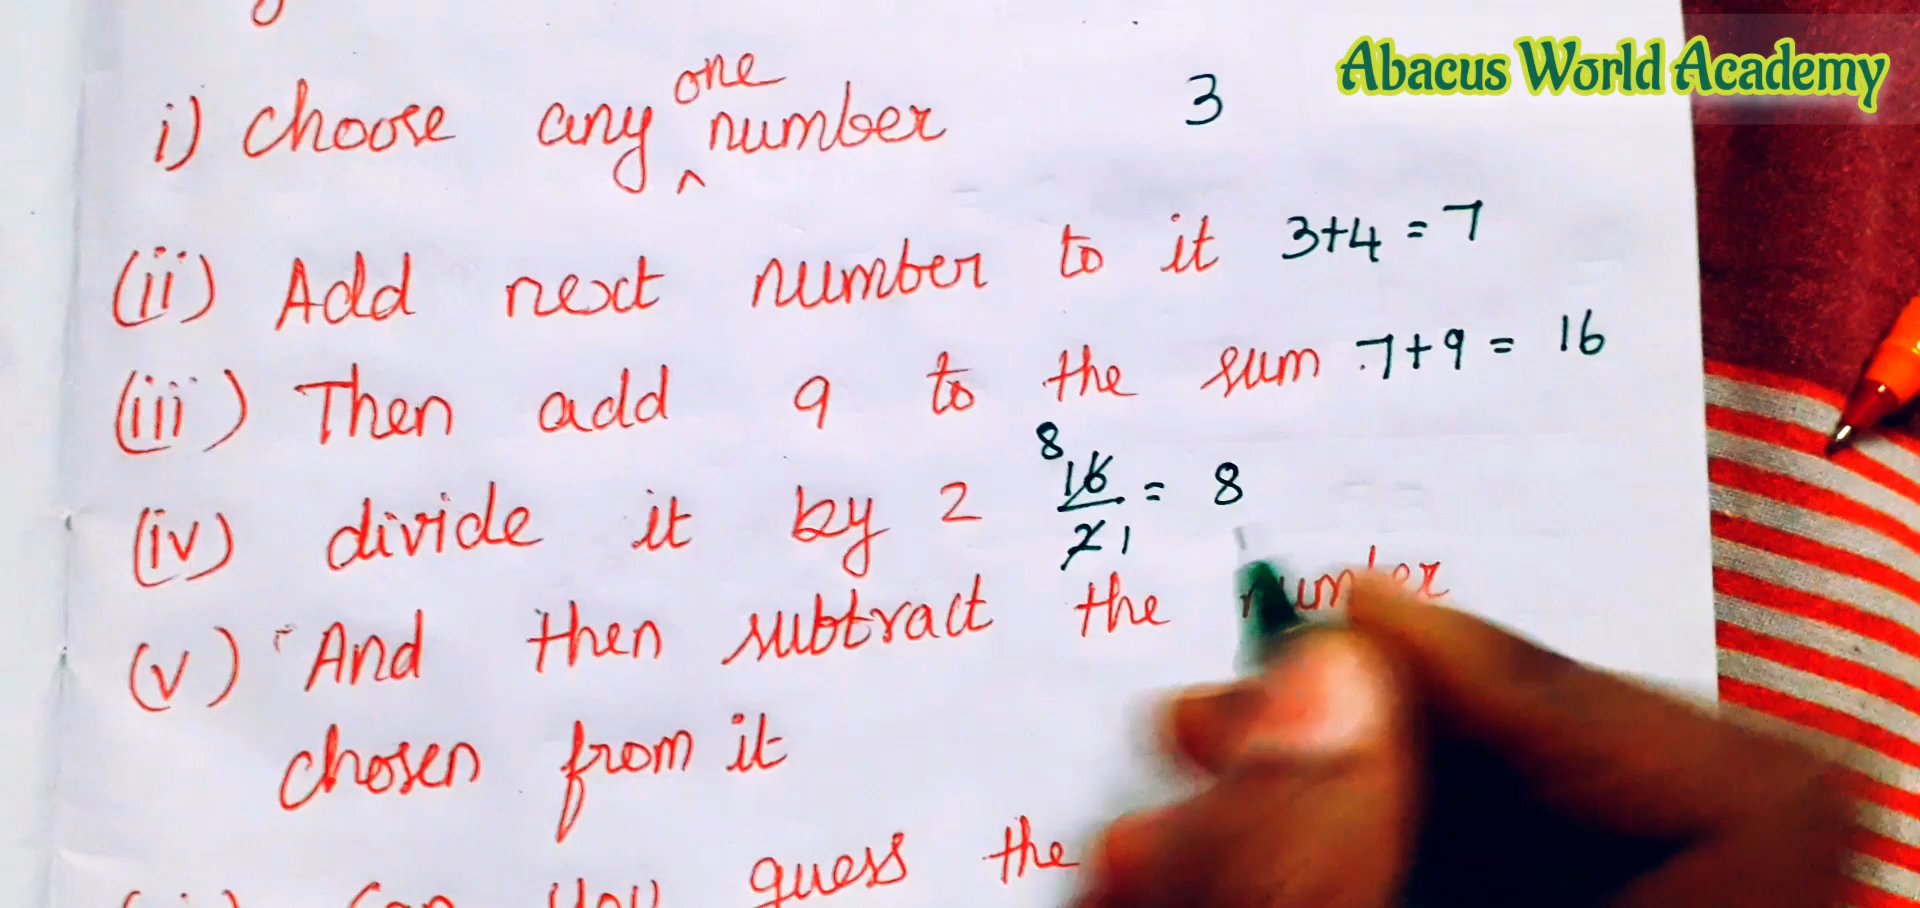 Abacus World Academy
one
i) choose any ^ number 3
(ii) Add next number to it 3+4 = 7
(iii) Then add 9 to the sum 7+9 = 16
8
(iv) divide it by 2 16/2 1 = 8
(v) And then subtract the number
chosen from it
guess the